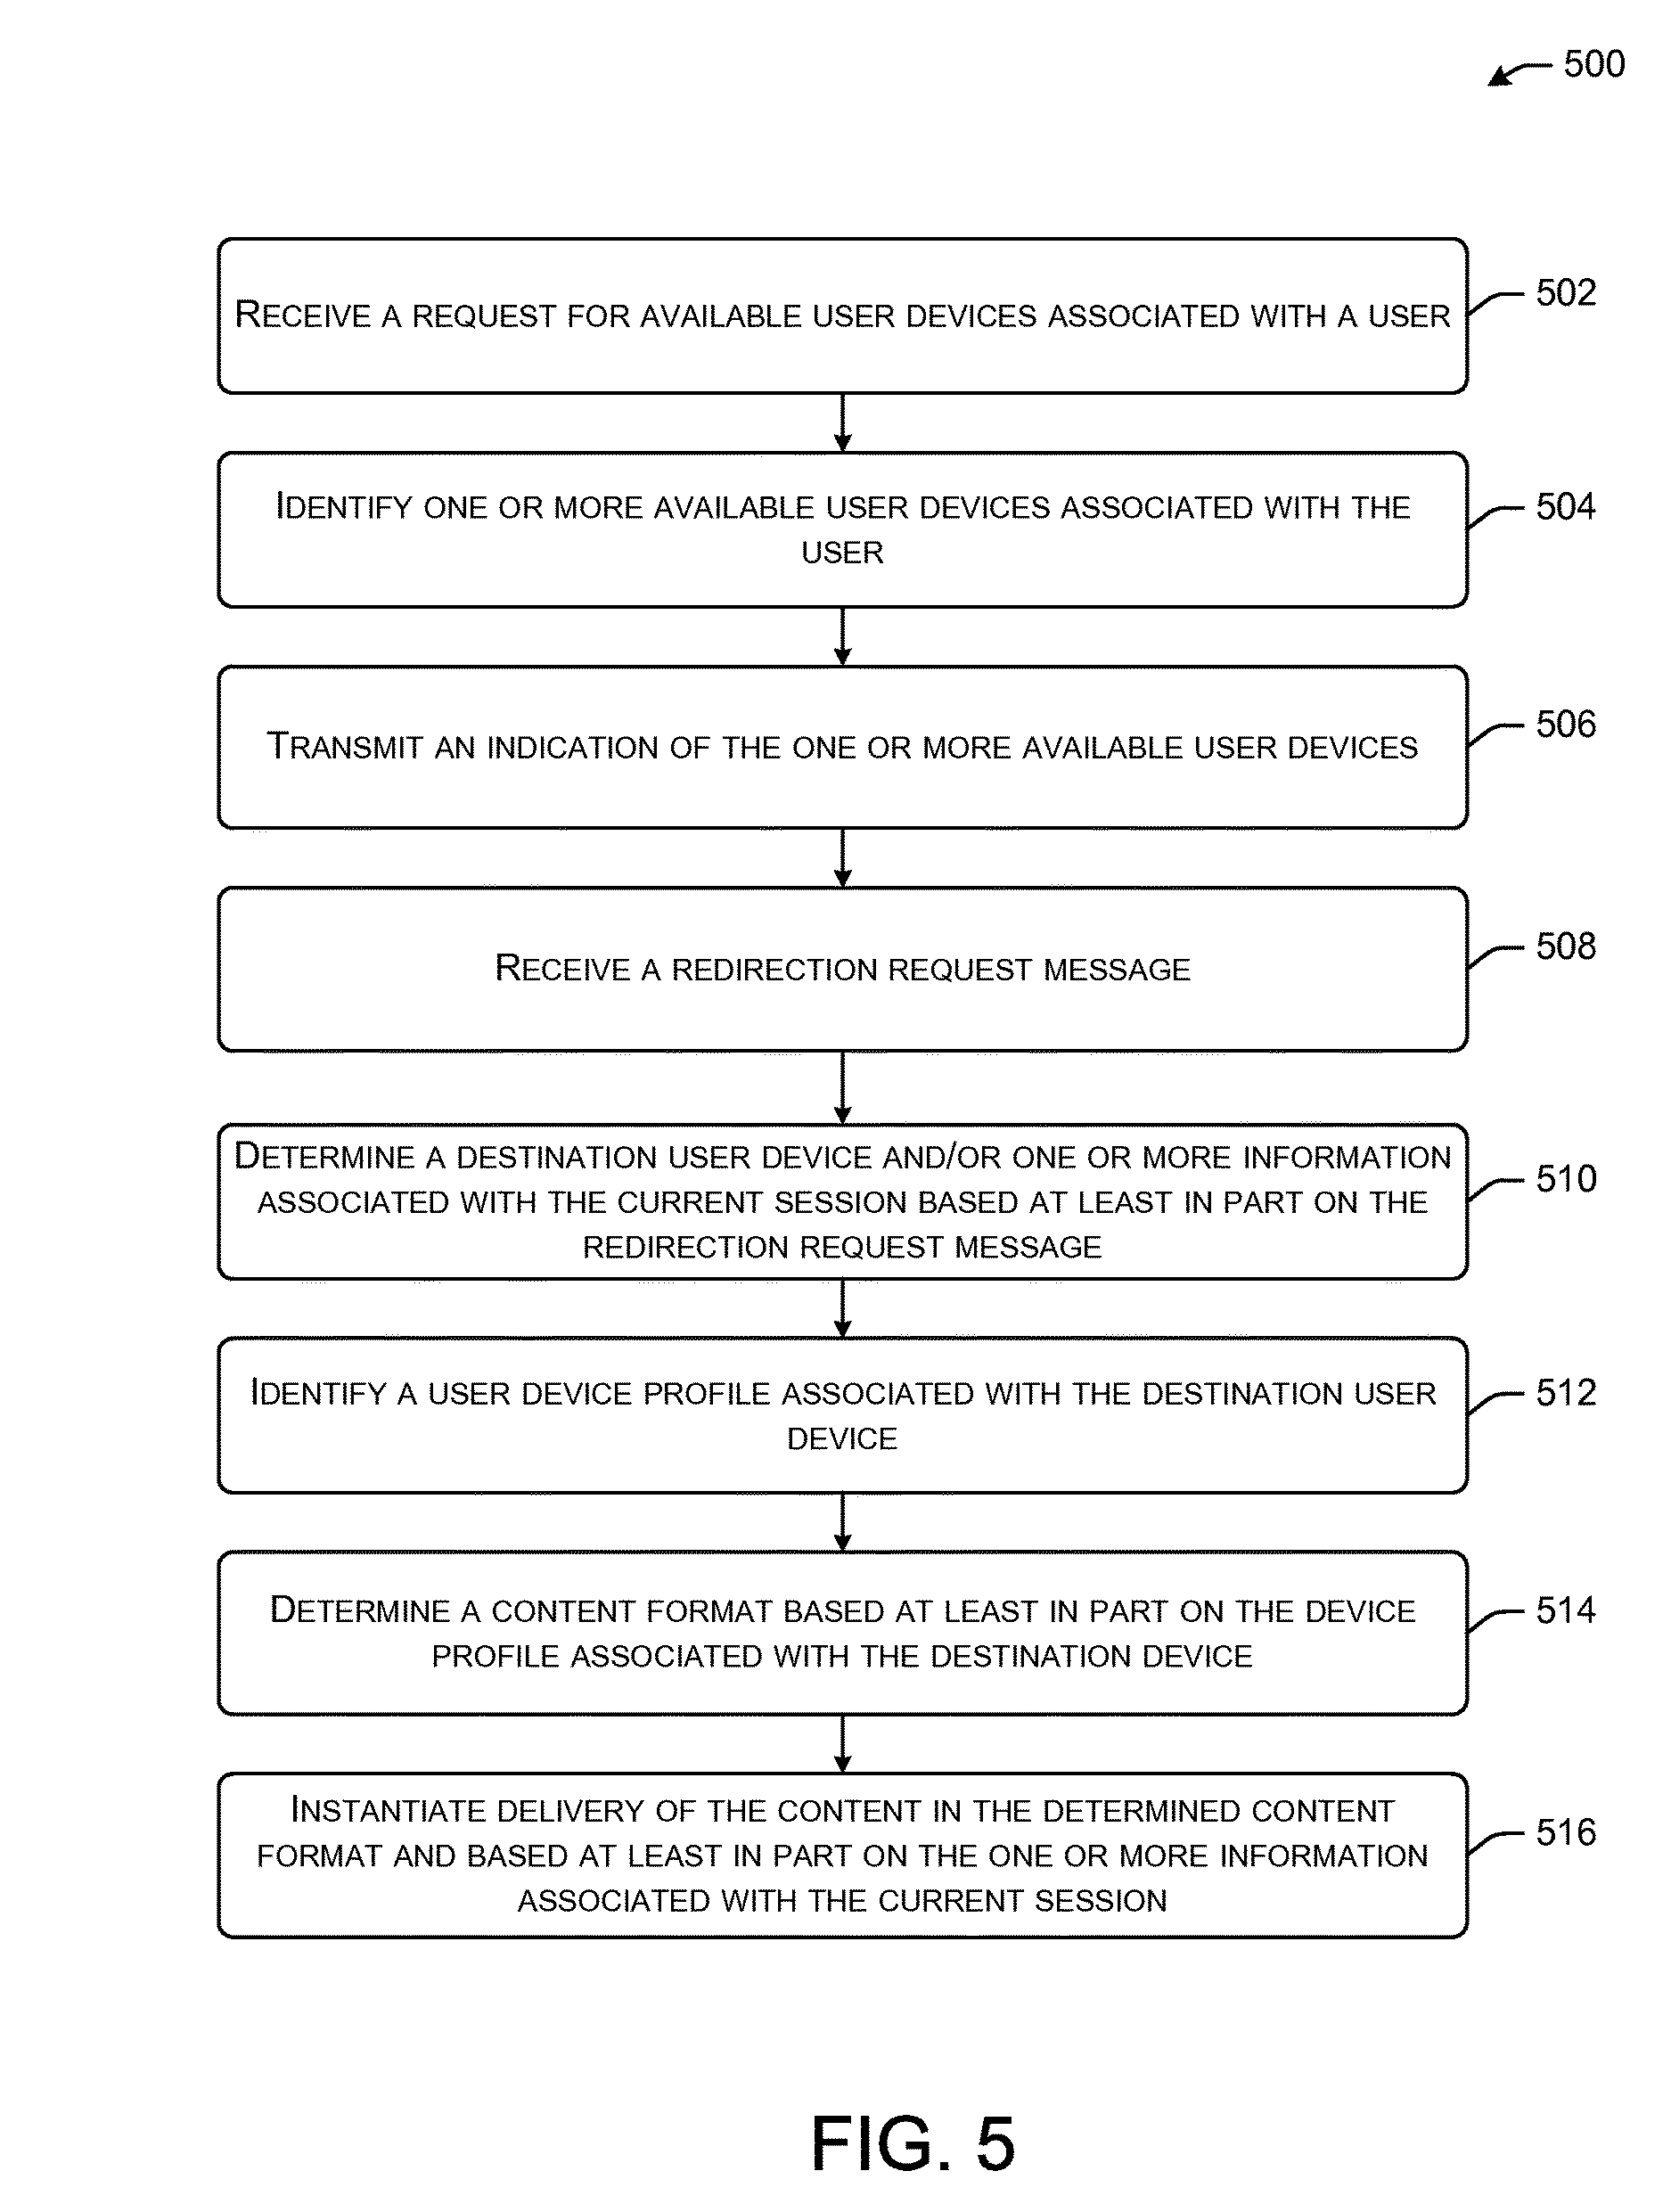 500
RECEIVE A REQUEST FOR AVAILABLE USER DEVICES ASSOCIATED WITH A USER
502
IDENTIFY ONE OR MORE AVAILABLE USER DEVICES ASSOCIATED WITH THE
USER
504
TRANSMIT AN INDICATION OF THE ONE OR MORE AVAILABLE USER DEVICES
506
RECEIVE A REDIRECTION REQUEST MESSAGE
508
DETERMINE A DESTINATION USER DEVICE AND/OR ONE OR MORE INFORMATION
ASSOCIATED WITH THE CURRENT SESSION BASED AT LEAST IN PART ON THE
REDIRECTION REQUEST MESSAGE
510
IDENTIFY A USER DEVICE PROFILE ASSOCIATED WITH THE DESTINATION USER
DEVICE
512
DETERMINE A CONTENT FORMAT BASED AT LEAST IN PART ON THE DEVICE
PROFILE ASSOCIATED WITH THE DESTINATION DEVICE
514
INSTANTIATE DELIVERY OF THE CONTENT IN THE DETERMINED CONTENT
FORMAT AND BASED AT LEAST IN PART ON THE ONE OR MORE INFORMATION
ASSOCIATED WITH THE CURRENT SESSION
516
FIG. 5